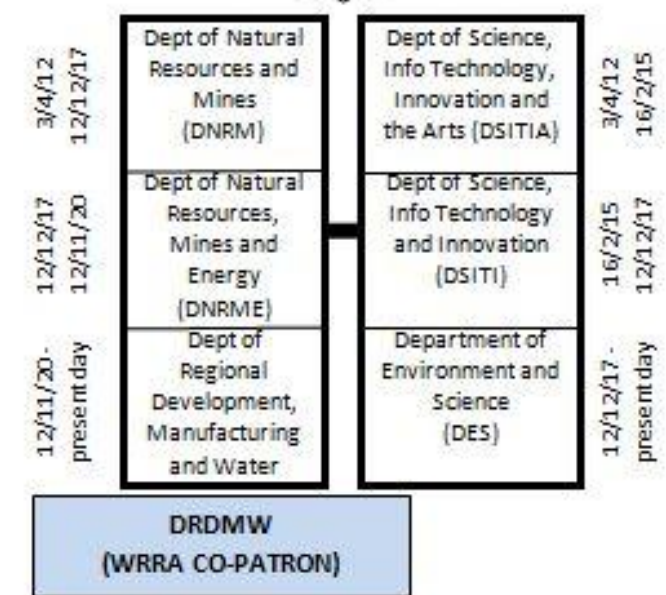 3/4/12
12/12/17
Dept of Natural
Resources and
Mines
(DNRM)
Dept of Science,
Info Technology,
Innovation and
the Arts (DSITIA)
3/4/12
16/2/15
12/12/17
12/11/20
Dept of Natural
Resources,
Mines and
Energy
(DNRME)
Dept of Science,
Info Technology
and Innovation
(DSITI)
16/2/15
12/12/17
12/11/20 -
present day
Dept of
Regional
Development,
Manufacturing
and Water
Department of
Environment and
Science
(DES)
12/12/17 -
present day
DRDMW
(WRRA CO-PATRON)